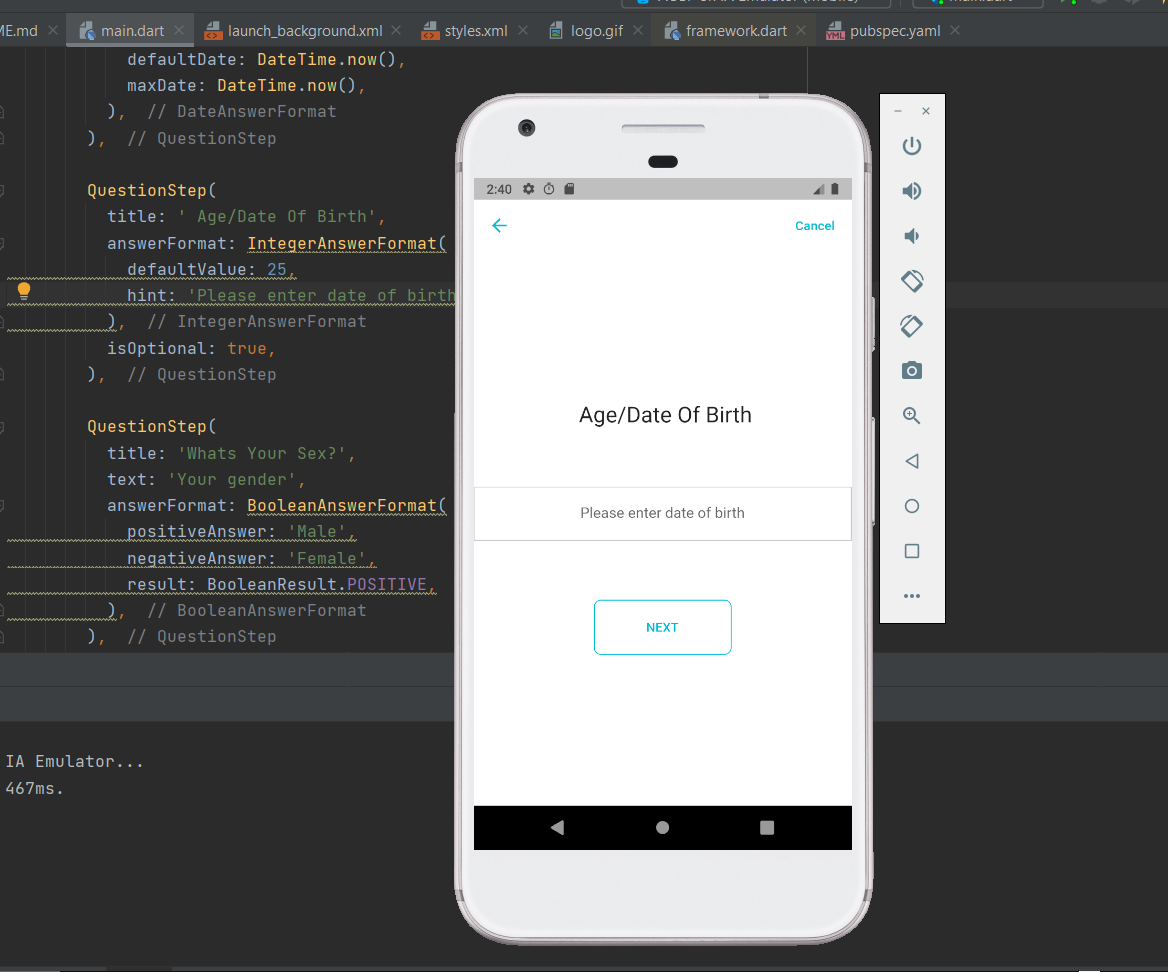 ME.md main.dart launch_background.xml styles.xml logo.gif framework.dart pubspec.yaml
defaultDate: DateTime.now(),
maxDate: DateTime.now(),
), // DateAnswerFormat
), // QuestionStep
QuestionStep(
title: ' Age/Date Of Birth',
answerFormat: IntegerAnswerFormat(
defaultValue: 25,
hint: 'Please enter date of birth
), // IntegerAnswerFormat
isOptional: true,
), // QuestionStep
QuestionStep(
title: 'Whats Your Sex?',
text: 'Your gender',
answerFormat: BooleanAnswerFormat(
positiveAnswer: 'Male',
negativeAnswer: 'Female',
result: BooleanResult.POSITIVE,
), // BooleanAnswerFormat
), // QuestionStep
IA Emulator...
467ms.
2:40
Cancel
Age/Date Of Birth
Please enter date of birth
NEXT